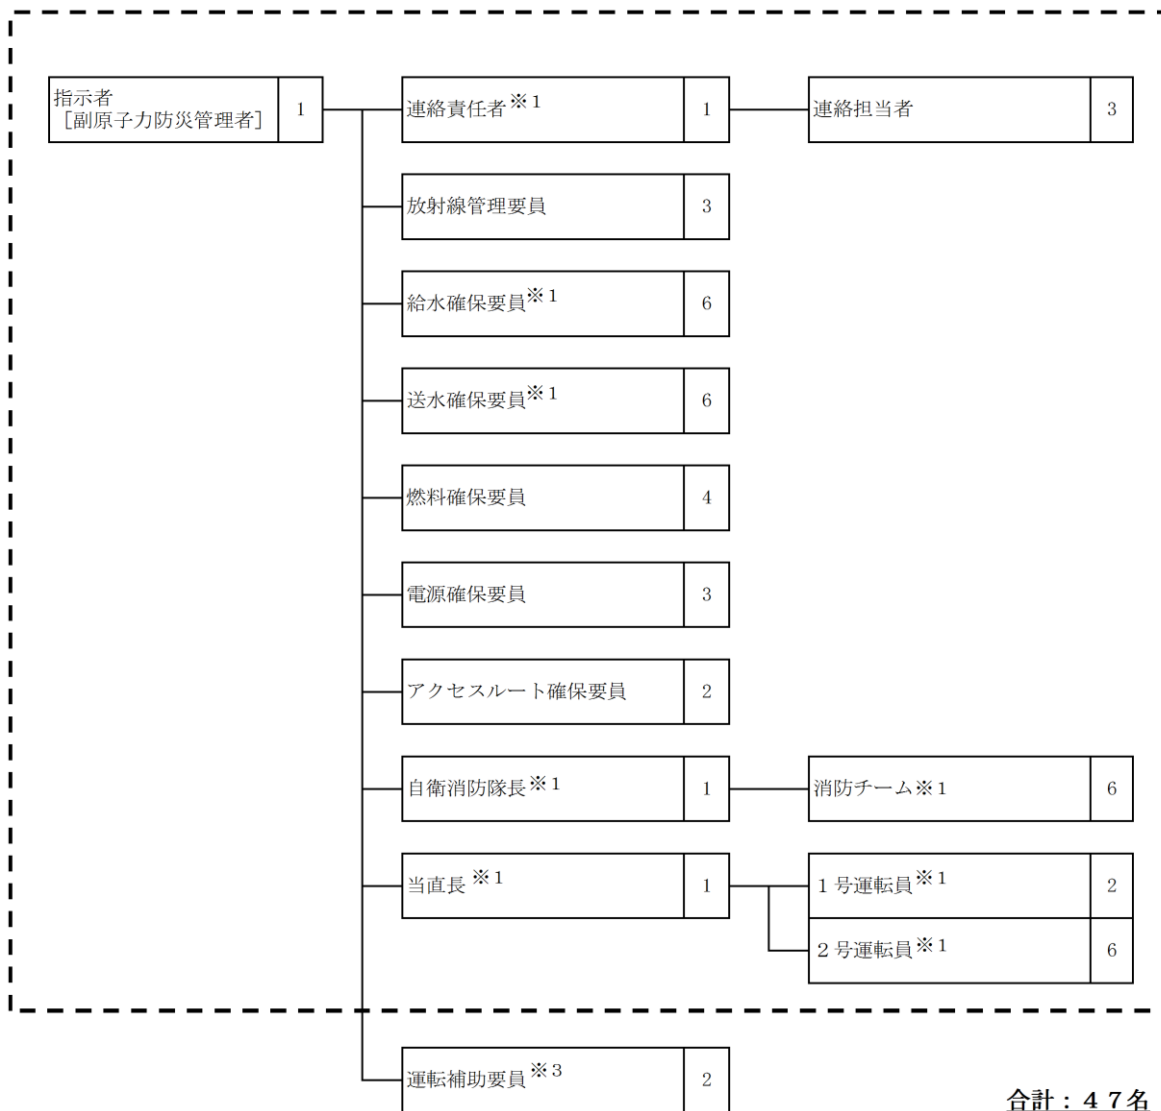 指示者
［副原子力防災管理者］ 1
連絡責任者※1 1
連絡担当者 3
放射線管理要員 3
給水確保要員※1 6
送水確保要員※1 6
燃料確保要員 4
電源確保要員 3
アクセスルート確保要員 2
自衛消防隊長※1 1
消防チーム※1 6
当直長※1 1
1号運転員※1 2
2号運転員※1 6
運転補助要員※3 2
合計：47名